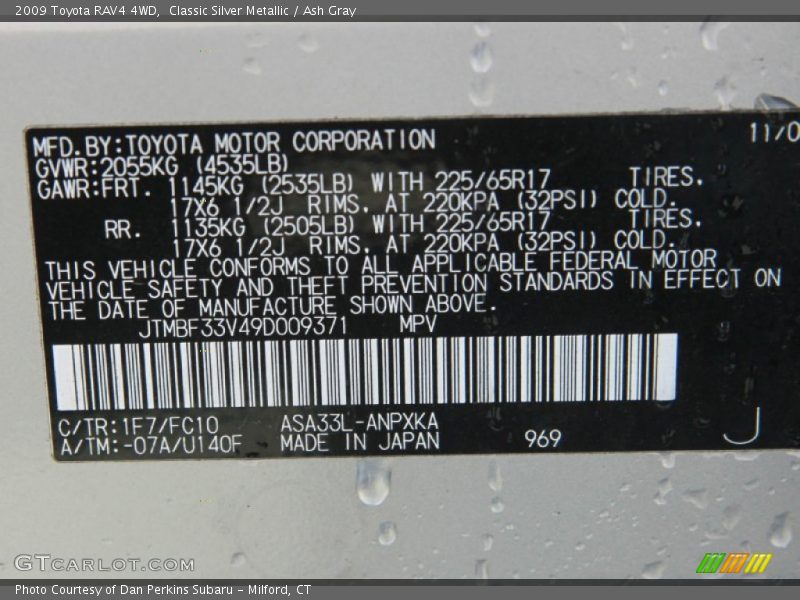 2009 Toyota RAV4 4WD,  Classic Silver Metallic / Ash Gray
MFD.BY:TOYOTA MOTOR CORPORATION 11/0
GVWR:2055KG (4535LB)
GAWR:FRT. 1145KG (2535LB) WITH 225/65R17 TIRES.
17X6 1/2J RIMS, AT 220KPA (32PSI) COLD.
RR. 1135KG (2505LB) WITH 225/65R17 TIRES.
17X6 1/2J RIMS, AT 220KPA (32PSI) COLD.
THIS VEHICLE CONFORMS TO ALL APPLICABLE FEDERAL MOTOR
VEHICLE SAFETY AND THEFT PREVENTION STANDARDS IN EFFECT ON
THE DATE OF MANUFACTURE SHOWN ABOVE.
JTMBF33V49D009371 MPV
C/TR:1F7/FC10 ASA33L-ANPXKA
A/TM:-07A/U140F MADE IN JAPAN 969 J
GTCARLOT.COM
Photo Courtesy of Dan Perkins Subaru - Milford, CT